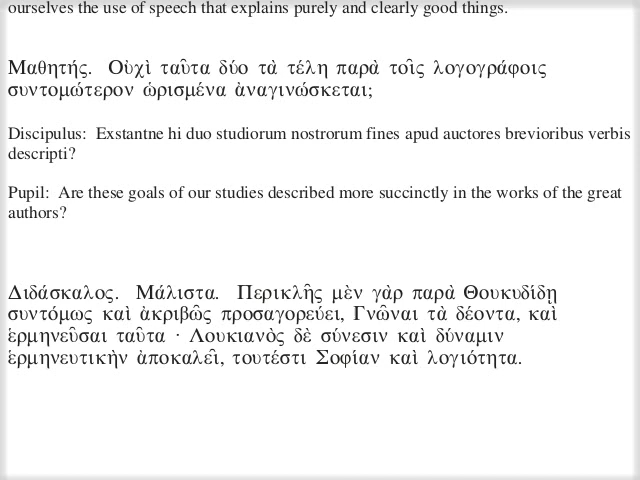 ourselves the use of speech that explains purely and clearly good things.
Μαθητής. Οὐχὶ ταῦτα δύο τὰ τέλη παρὰ τοῖς λογογράφοις
συντομώτερον ὡρισμένα ἀναγινώσκεται;
Discipulus: Exstantne hi duo studiorum nostrorum fines apud auctores brevioribus verbis
descripti?
Pupil: Are these goals of our studies described more succinctly in the works of the great
authors?
Διδάσκαλος. Μάλιστα. Περικλῆς μὲν γὰρ παρὰ Θουκυδίδῃ
συντόμως καὶ ἀκριβῶς προσαγορεύει, Γνῶναι τὰ δέοντα, καὶ
ἑρμηνεῦσαι ταῦτα · Λουκιανὸς δὲ σύνεσιν καὶ δύναμιν
ἑρμηνευτικὴν ἀποκαλεῖ, τουτέστι Σοφίαν καὶ λογιότητα.